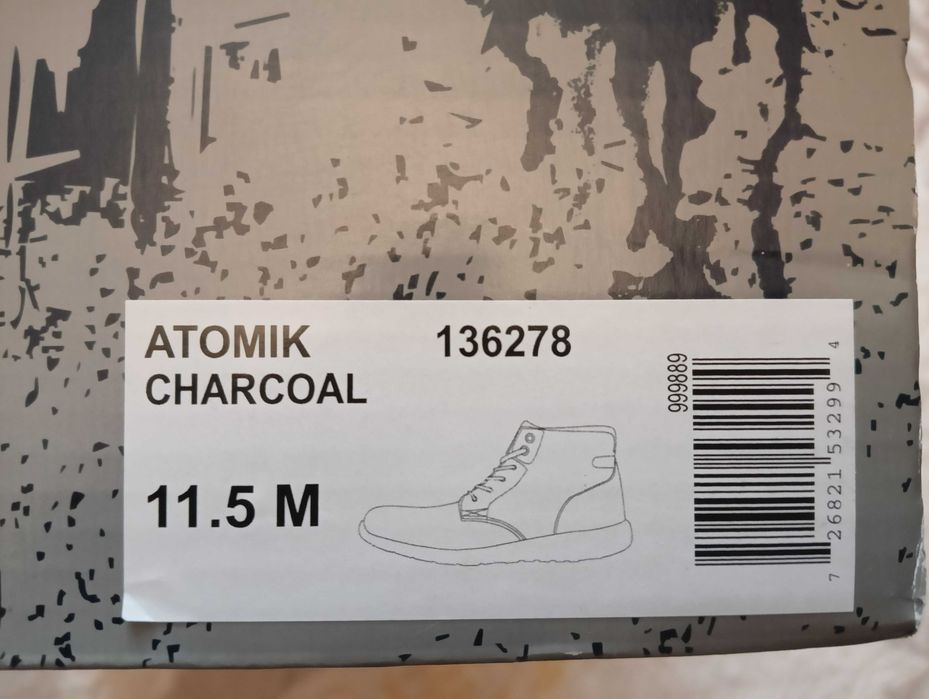 ATOMIK 136278
CHARCOAL
11.5 M
999889
7 26821 53299 4